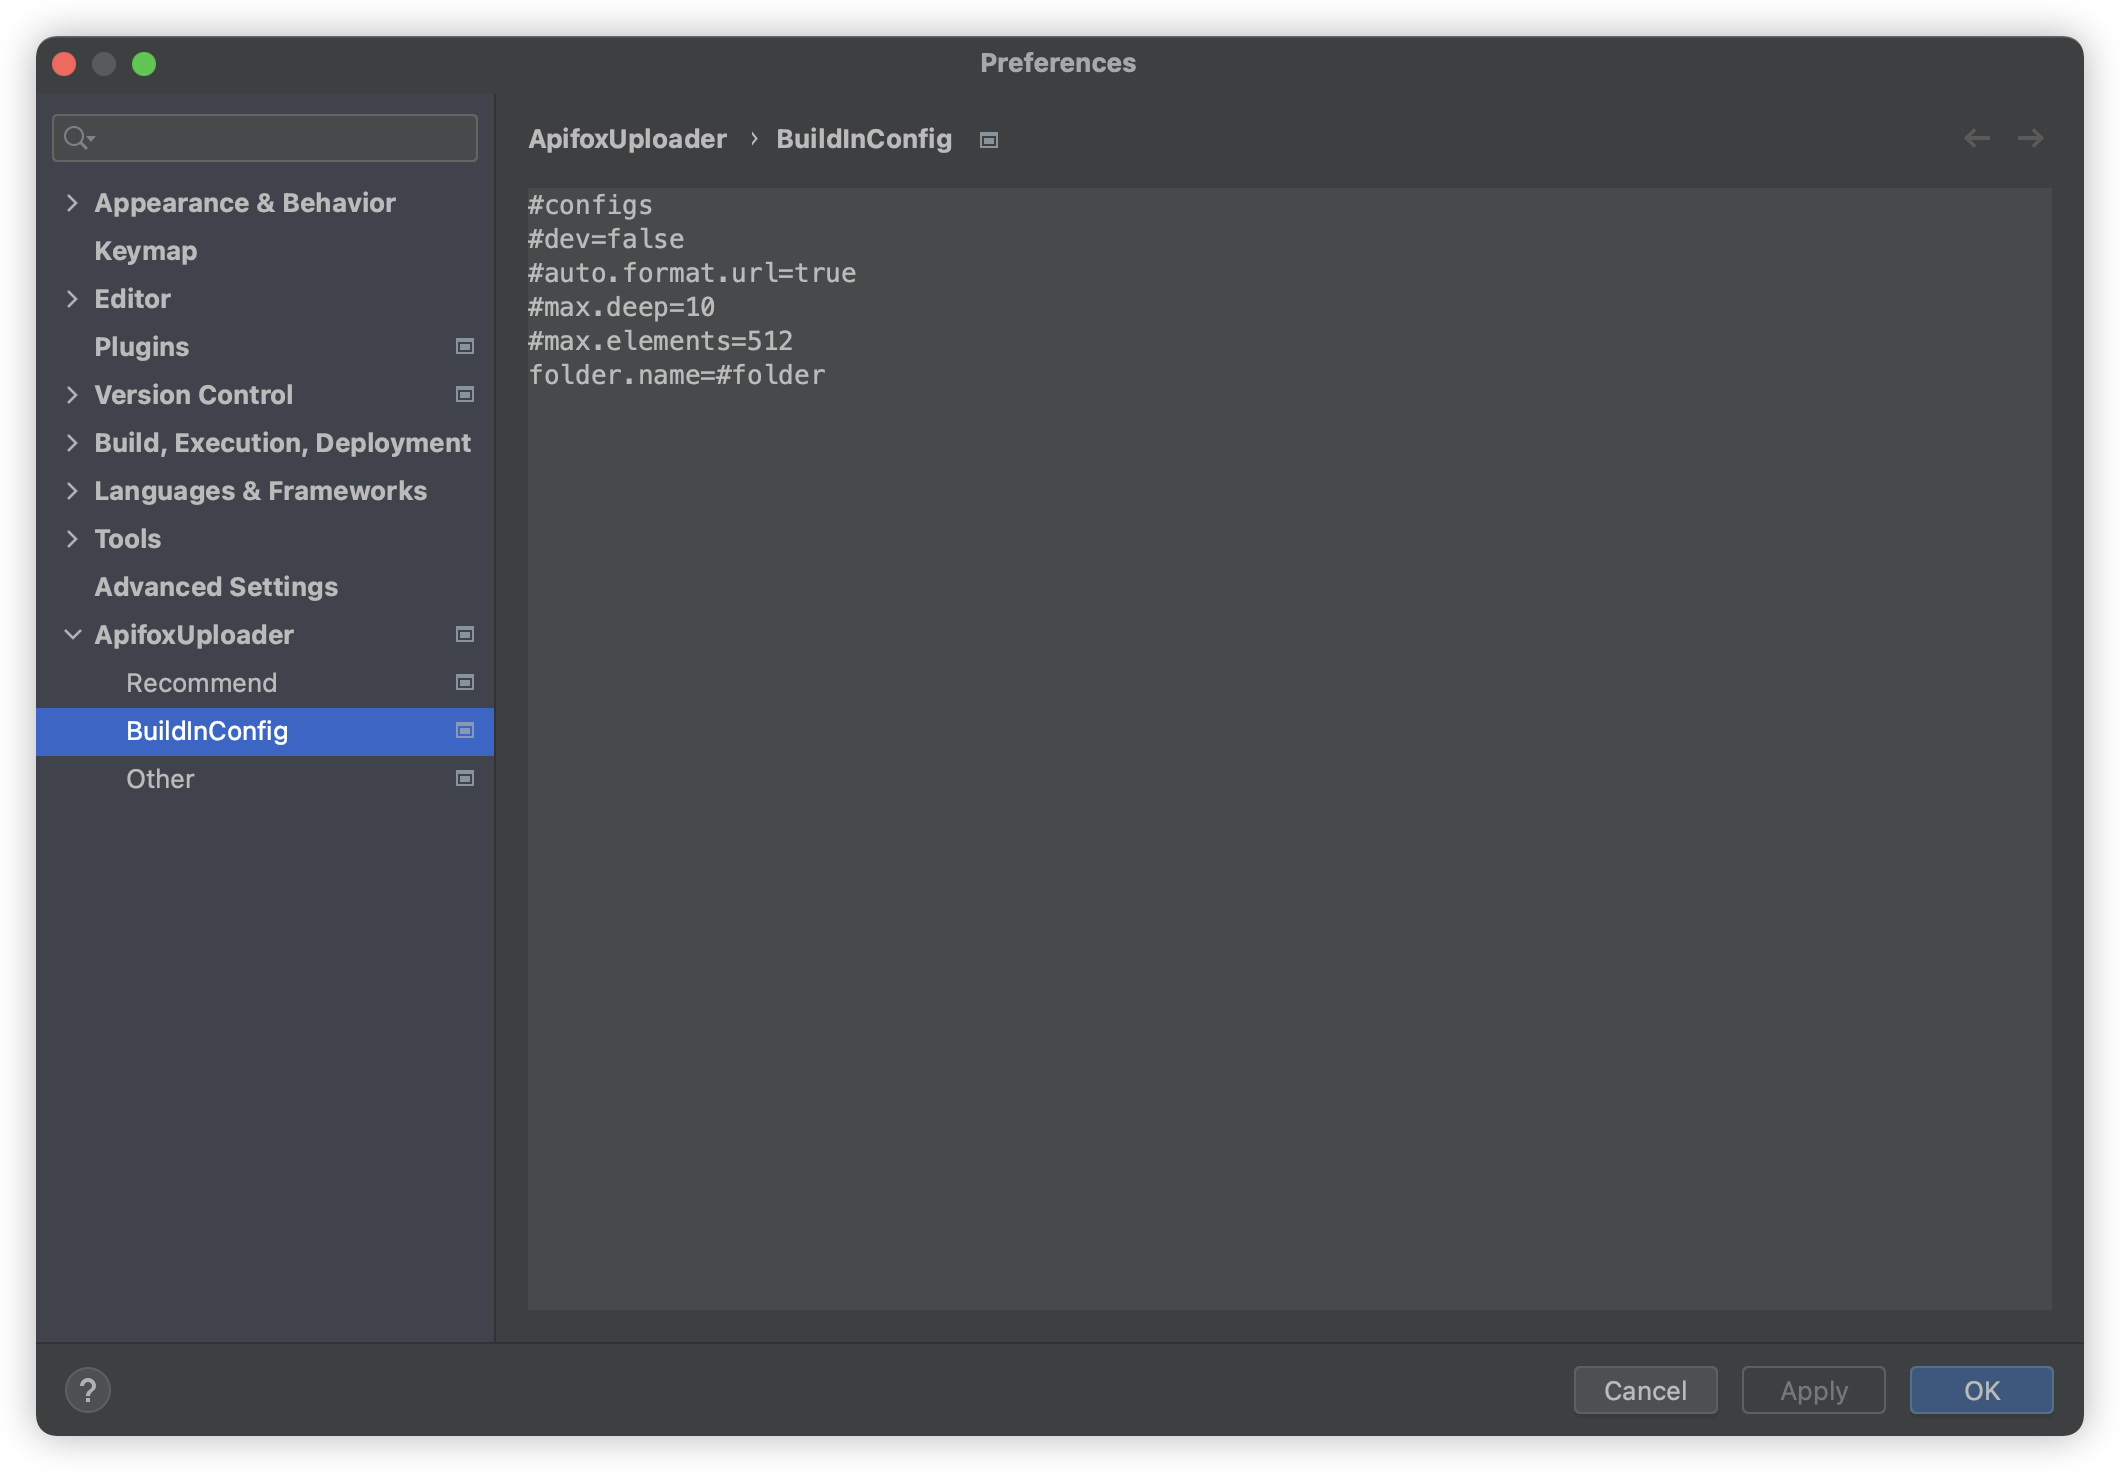 Preferences
Appearance & Behavior
Keymap
Editor
Plugins
Version Control
Build, Execution, Deployment
Languages & Frameworks
Tools
Advanced Settings
ApifoxUploader
Recommend
BuildInConfig
Other
ApifoxUploader › BuildInConfig
#configs
#dev=false
#auto.format.url=true
#max.deep=10
#max.elements=512
folder.name=#folder
?
Cancel
Apply
OK